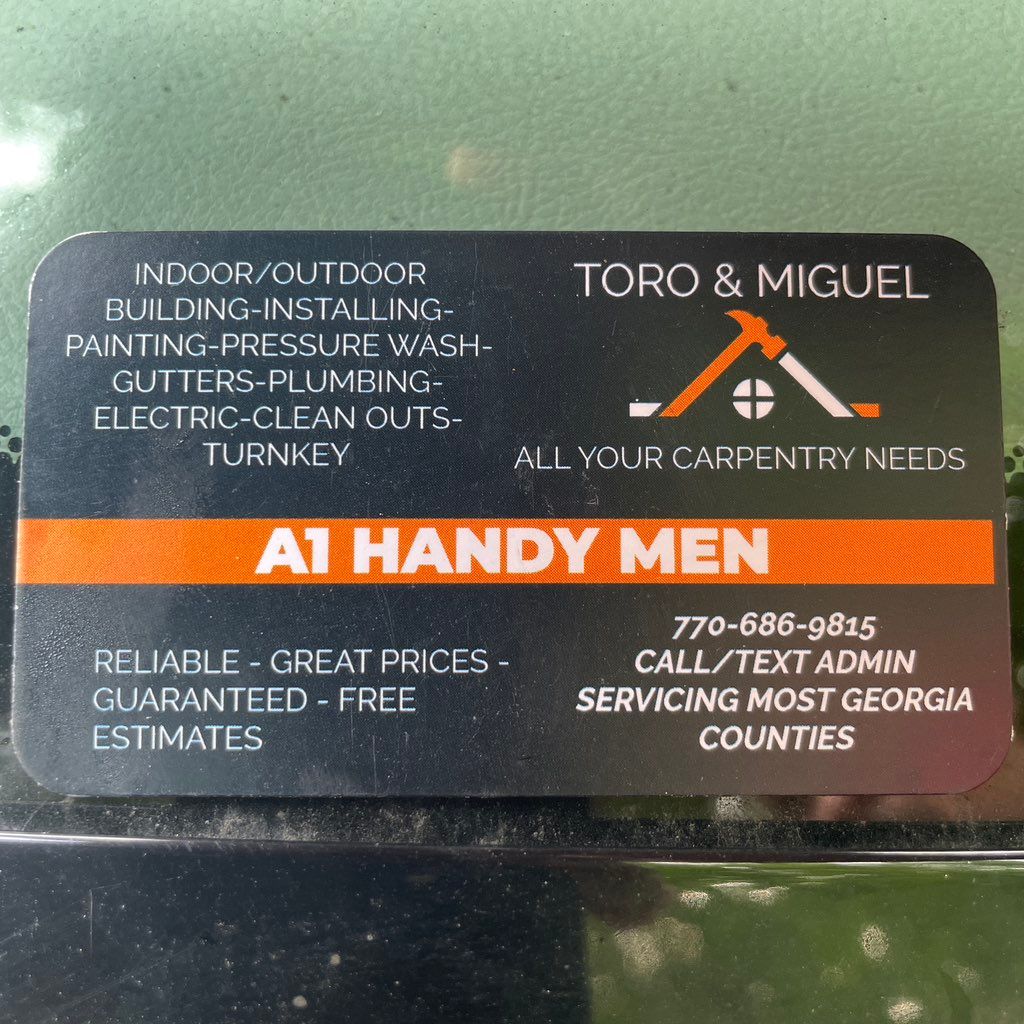 INDOOR/OUTDOOR
BUILDING-INSTALLING-
PAINTING-PRESSURE WASH-
GUTTERS-PLUMBING-
ELECTRIC-CLEAN OUTS-
TURNKEY
TORO & MIGUEL
ALL YOUR CARPENTRY NEEDS
A1 HANDY MEN
RELIABLE - GREAT PRICES -
GUARANTEED - FREE
ESTIMATES
770-686-9815
CALL/TEXT ADMIN
SERVICING MOST GEORGIA
COUNTIES